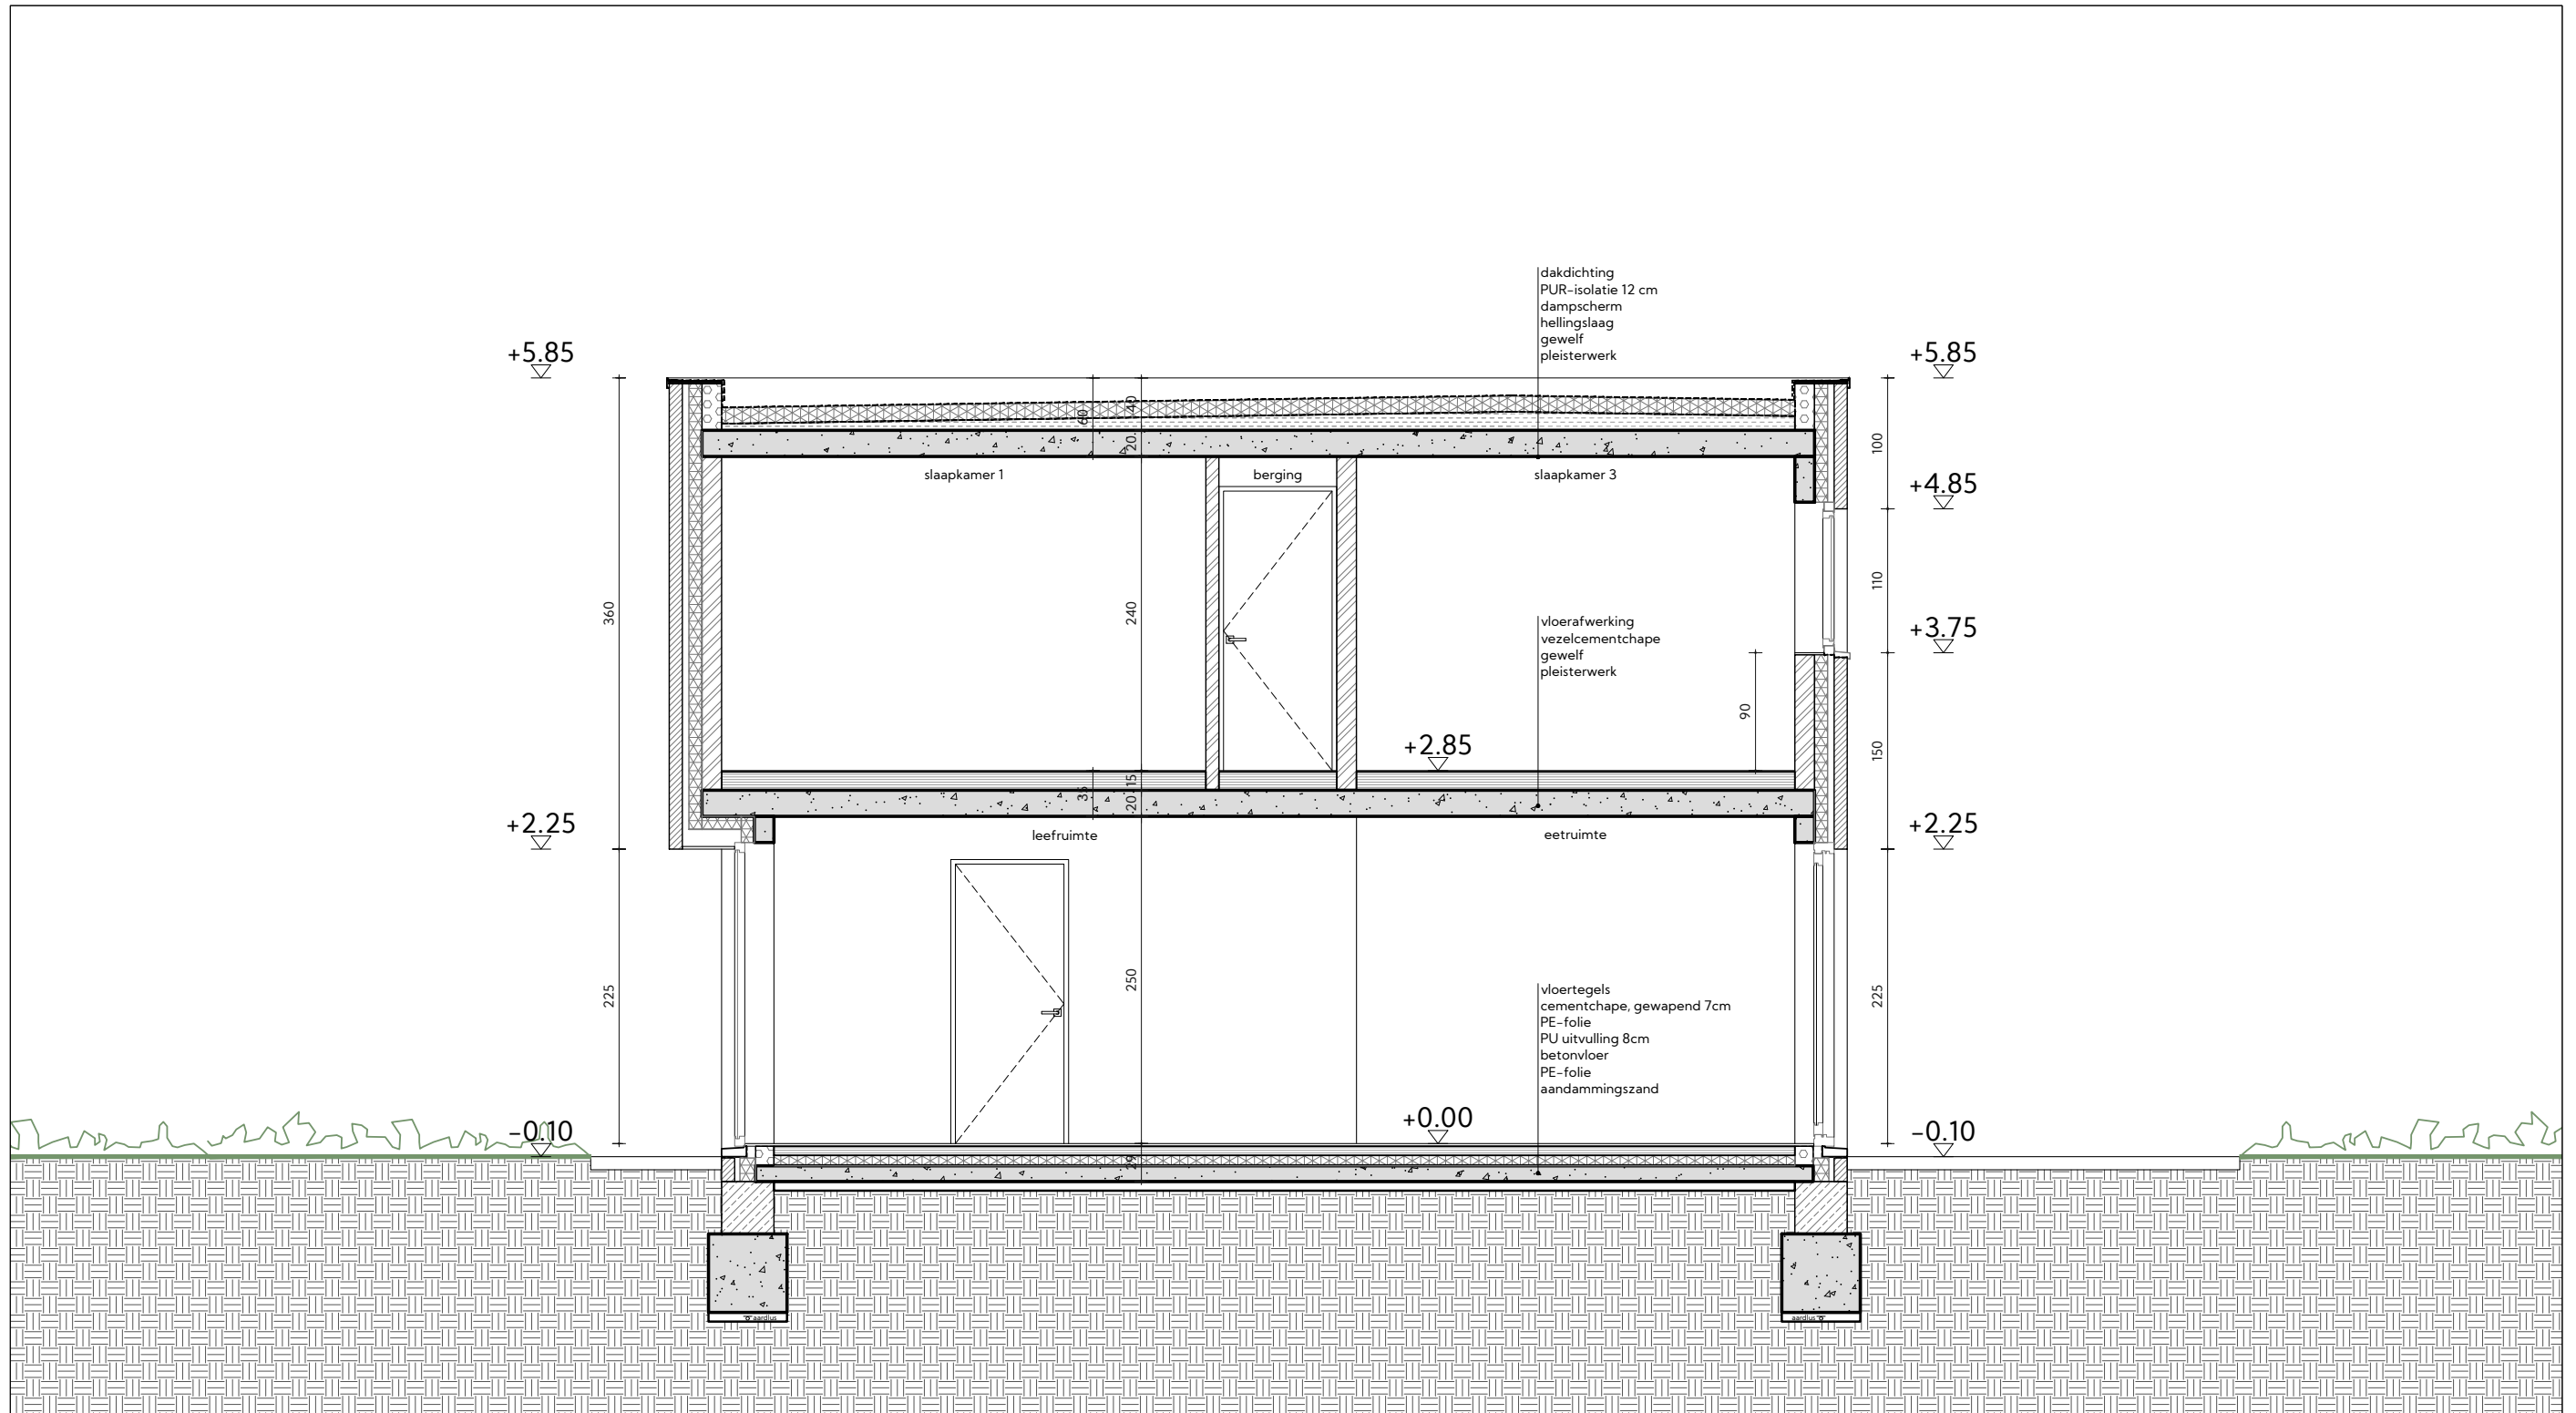 dakdichting
PUR-isolatie 12 cm
dampscherm
hellingslaag
gewelf
pleisterwerk
+5.85
+5.85
60
40
20
100
slaapkamer 1
berging
slaapkamer 3
+4.85
360
240
110
vloerafwerking
vezelcementchape
gewelf
pleisterwerk
+3.75
90
+2.85
150
35
15
20
+2.25
+2.25
leefruimte
eetruimte
225
250
225
vloertegels
cementchape, gewapend 7cm
PE-folie
PU uitvulling 8cm
betonvloer
PE-folie
aandammingszand
-0.10
+0.00
-0.10
29
aardlus
aardlus